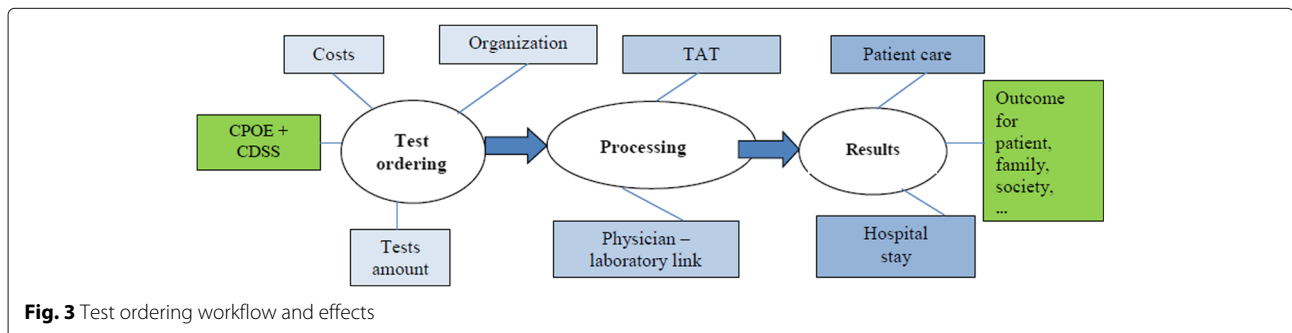 Costs
Organization
TAT
Patient care
CPOE +
CDSS
Test
ordering
Processing
Results
Outcome
for
patient,
family,
society,
...
Tests
amount
Physician –
laboratory link
Hospital
stay
Fig. 3 Test ordering workflow and effects